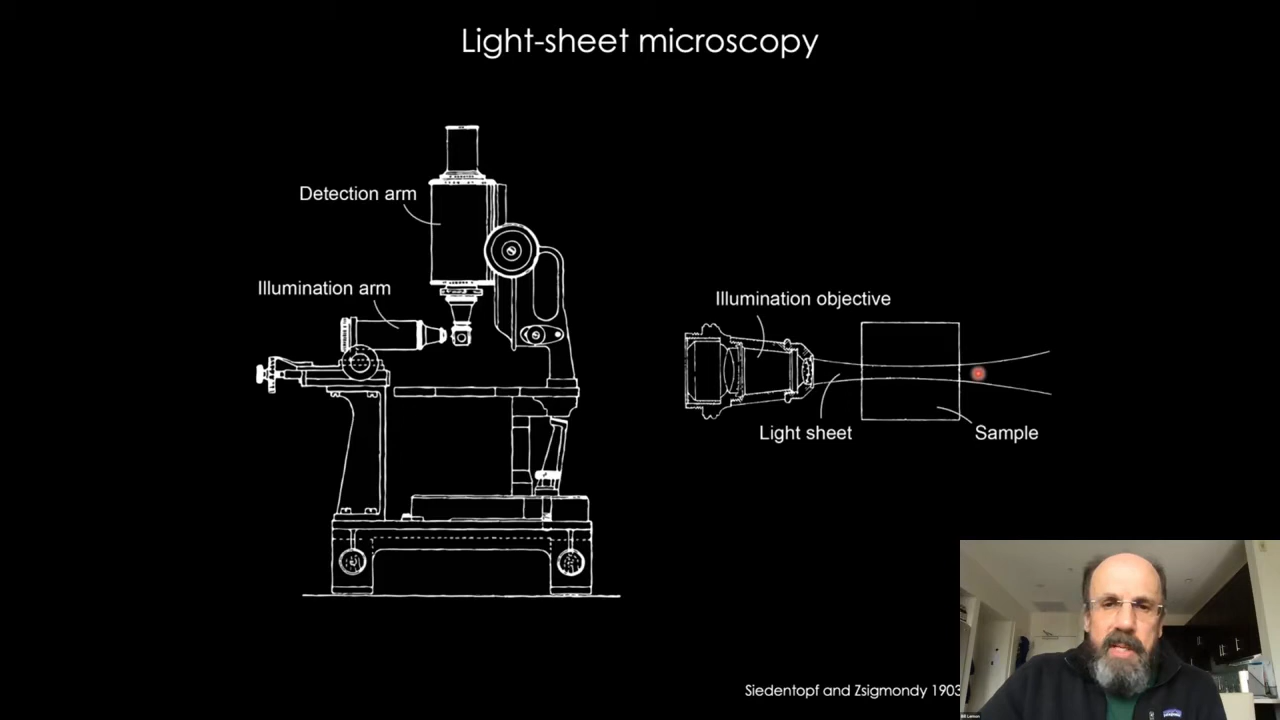 Light-sheet microscopy
Detection arm
Illumination arm
Illumination objective
Light sheet
Sample
Siedentopf and Zsigmondy 1903